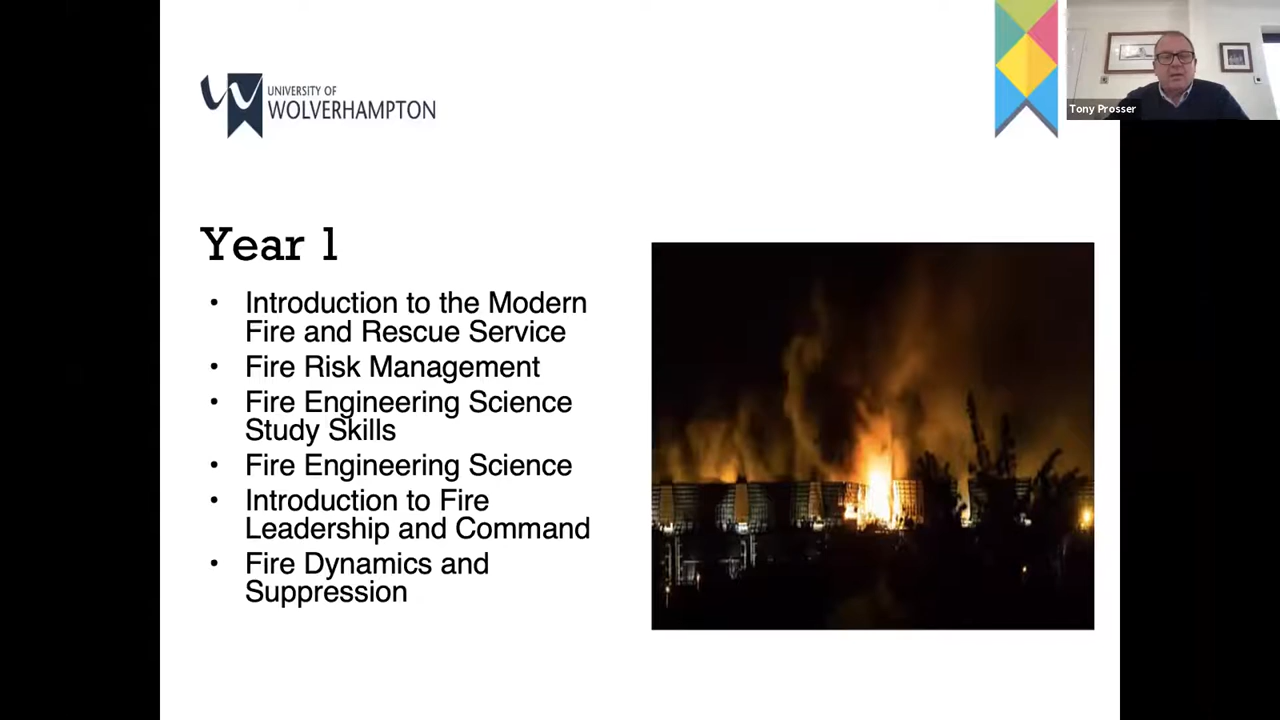 UNIVERSITY OF
WOLVERHAMPTON
Tony Prosser
Year 1
• Introduction to the Modern
Fire and Rescue Service
• Fire Risk Management
• Fire Engineering Science
Study Skills
• Fire Engineering Science
• Introduction to Fire
Leadership and Command
• Fire Dynamics and
Suppression